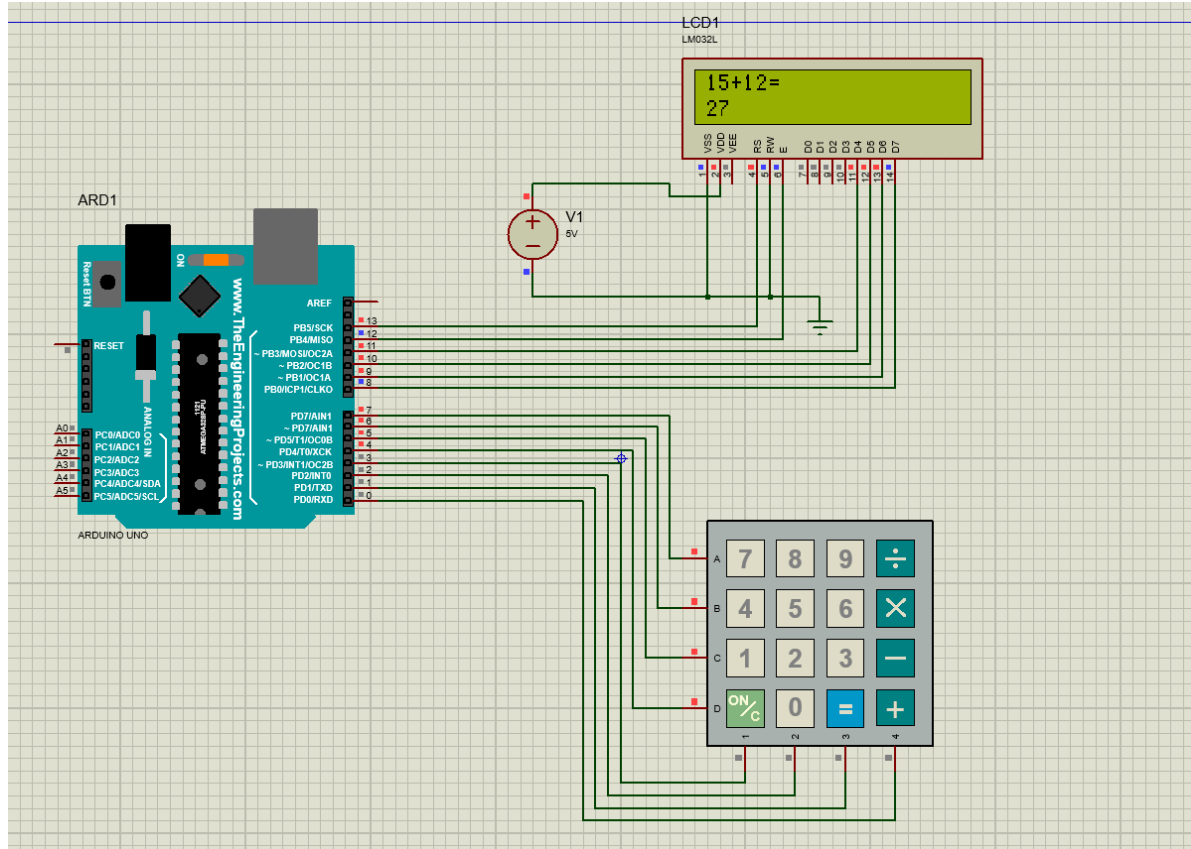 LCD1
LM032L
15+12=
27
VSS VDD VEE RS RW E D0 D1 D2 D3 D4 D5 D6 D7
1 2 3 4 5 6 7 8 9 10 11 12 13 14
V1
5V
ARD1
ON
Reset BTN
www.TheEngineeringProjects.com
AREF
PB5/SCK 13
PB4/MISO 12
~ PB3/MOSI/OC2A 11
~ PB2/OC1B 10
~ PB1/OC1A 9
PB0/ICP1/CLKO 8
RESET
ANALOG IN
1121
ATMEGA328P-PU
PD7/AIN1 7
~ PD7/AIN1 6
~ PD5/T1/OC0B 5
PD4/T0/XCK 4
~ PD3/INT1/OC2B 3
PD2/INT0 2
PD1/TXD 1
PD0/RXD 0
A0 PC0/ADC0
A1 PC1/ADC1
A2 PC2/ADC2
A3 PC3/ADC3
A4 PC4/ADC4/SDA
A5 PC5/ADC5/SCL
ARDUINO UNO
A 7 8 9 ÷
B 4 5 6 ×
C 1 2 3 −
D ON/C 0 = +
1 2 3 4